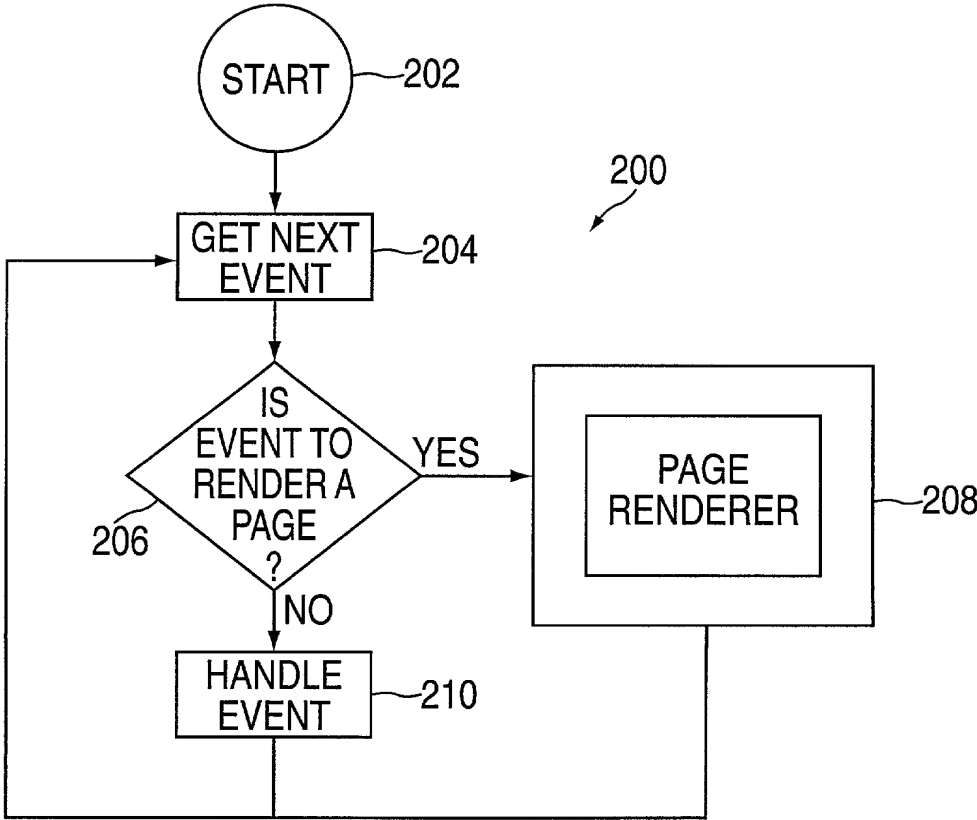 START
202
200
GET NEXT
EVENT
204
IS
EVENT TO
RENDER A
PAGE
?
206
YES
PAGE
RENDERER
208
NO
HANDLE
EVENT
210